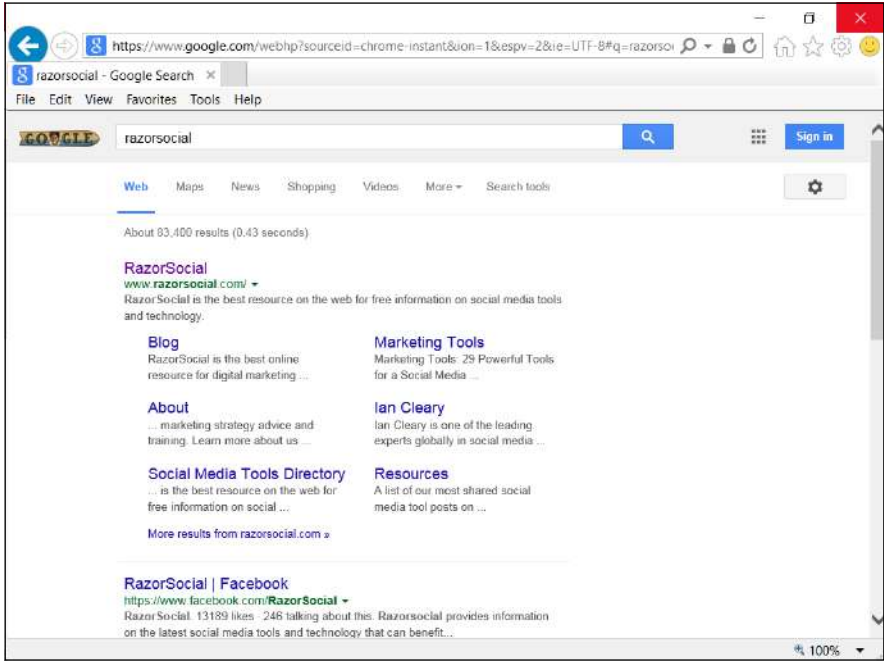 https://www.google.com/webhp?sourceid=chrome-instant&ion=1&espv=2&ie=UTF-8#q=razorso
razorsocial - Google Search
File Edit View Favorites Tools Help
GOOGLE razorsocial Sign in
Web Maps News Shopping Videos More Search tools
About 83,400 results (0.43 seconds)
RazorSocial
www.razorsocial.com/
RazorSocial is the best resource on the web for free information on social media tools
and technology.
Blog
RazorSocial is the best online
resource for digital marketing ...
Marketing Tools
Marketing Tools: 29 Powerful Tools
for a Social Media ...
About
... marketing strategy advice and
training. Learn more about us ...
Ian Cleary
Ian Cleary is one of the leading
experts globally in social media ...
Social Media Tools Directory
... is the best resource on the web for
free information on social ...
Resources
A list of our most shared social
media tool posts on ...
More results from razorsocial.com »
RazorSocial | Facebook
https://www.facebook.com/RazorSocial
RazorSocial. 13189 likes · 246 talking about this. Razorsocial provides information
on the latest social media tools and technology that can benefit...
100%